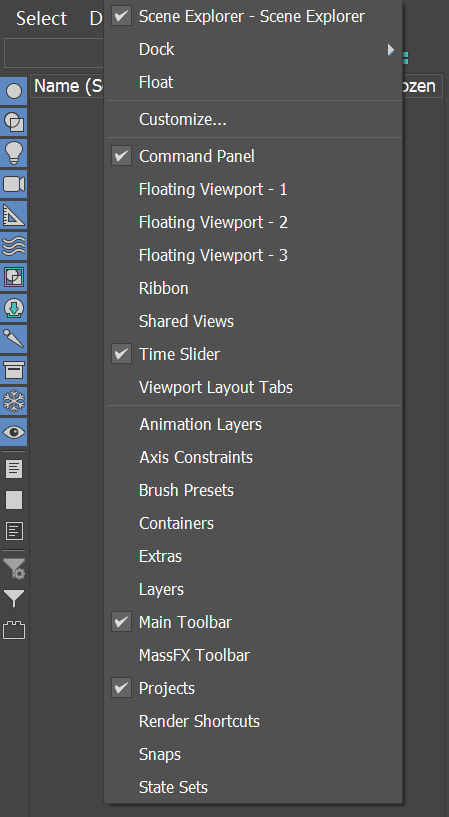 Select D
Scene Explorer - Scene Explorer
Dock
Float
Name (S
ozen
Customize...
Command Panel
Floating Viewport - 1
Floating Viewport - 2
Floating Viewport - 3
Ribbon
Shared Views
Time Slider
Viewport Layout Tabs
Animation Layers
Axis Constraints
Brush Presets
Containers
Extras
Layers
Main Toolbar
MassFX Toolbar
Projects
Render Shortcuts
Snaps
State Sets